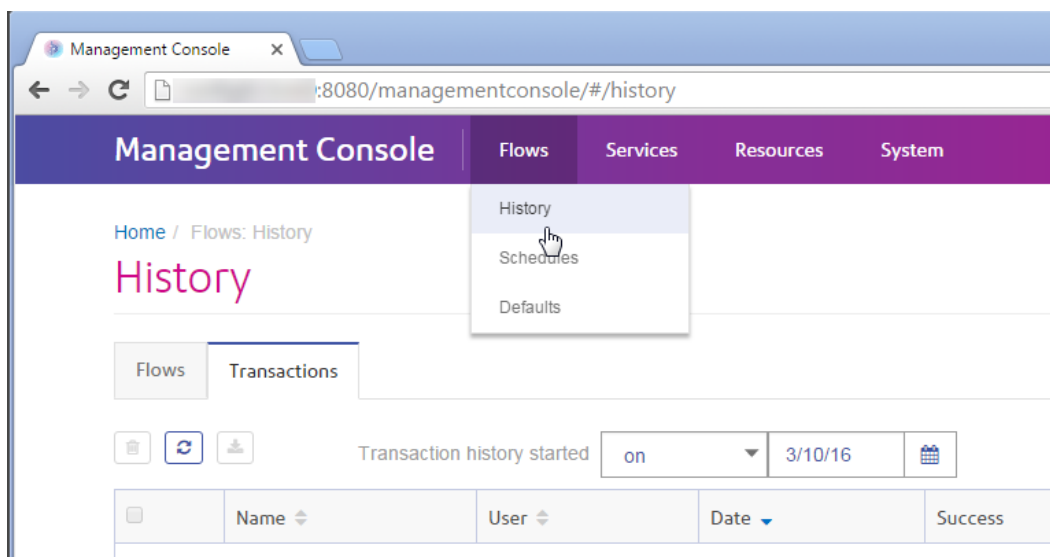 Management Console
:8080/managementconsole/#/history
Management Console Flows Services Resources System
History
Schedules
Defaults
Home / Flows: History
History
Flows Transactions
Transaction history started on 3/10/16
Name User Date Success